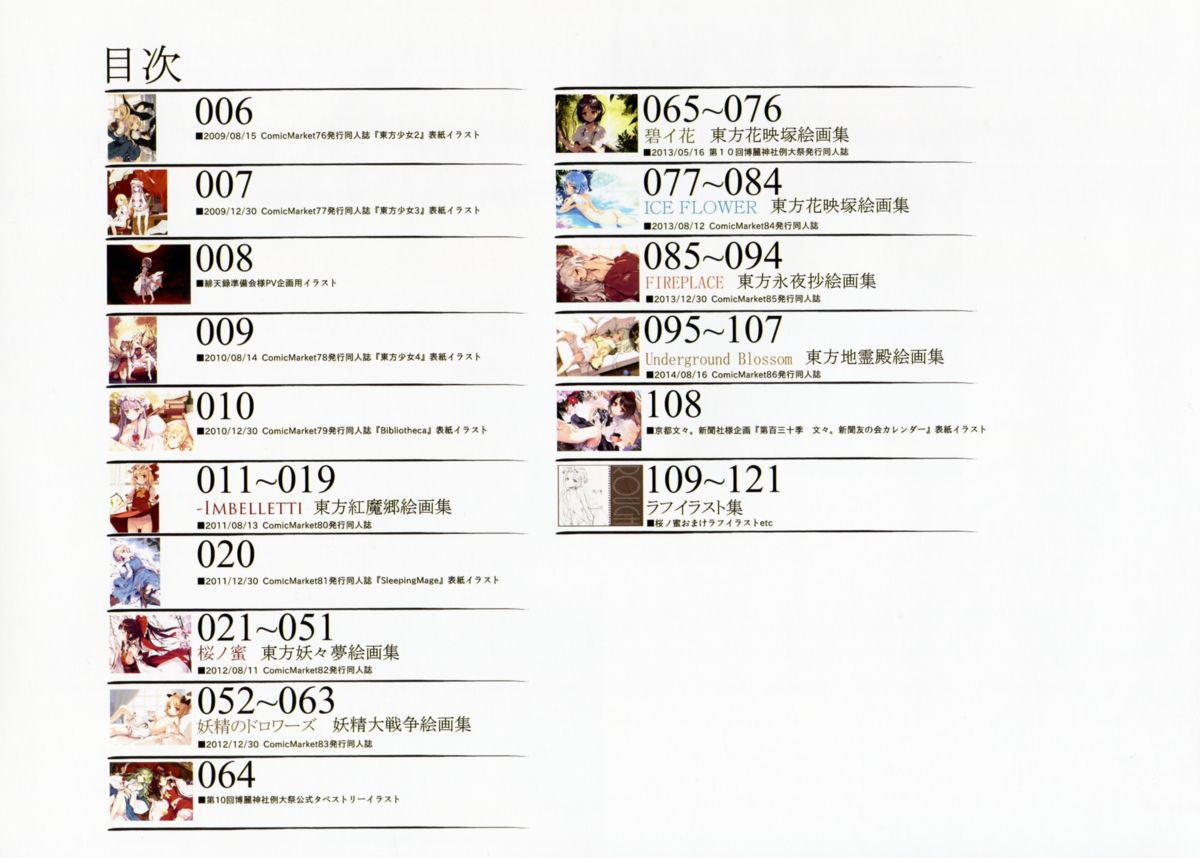 目次
006
■2009/08/15 ComicMarket76発行同人誌『東方少女2』表紙イラスト
007
■2009/12/30 ComicMarket77発行同人誌『東方少女3』表紙イラスト
008
■緋天録準備会様PV企画用イラスト
009
■2010/08/14 ComicMarket78発行同人誌『東方少女4』表紙イラスト
010
■2010/12/30 ComicMarket79発行同人誌『Bibliotheca』表紙イラスト
011~019
-IMBELLETTI 東方紅魔郷絵画集
■2011/08/13 ComicMarket80発行同人誌
020
■2011/12/30 ComicMarket81発行同人誌『SleepingMage』表紙イラスト
021~051
桜ノ蜜 東方妖々夢絵画集
■2012/08/11 ComicMarket82発行同人誌
052~063
妖精のドロワーズ 妖精大戦争絵画集
■2012/12/30 ComicMarket83発行同人誌
064
■第10回博麗神社例大祭公式タペストリーイラスト
065~076
碧イ花 東方花映塚絵画集
■2013/05/16 第10回博麗神社例大祭発行同人誌
077~084
ICE FLOWER 東方花映塚絵画集
■2013/08/12 ComicMarket84発行同人誌
085~094
FIREPLACE 東方永夜抄絵画集
■2013/12/30 ComicMarket85発行同人誌
095~107
Underground Blossom 東方地霊殿絵画集
■2014/08/16 ComicMarket86発行同人誌
108
■京都文々。新聞社様企画『第百三十季 文々。新聞友の会カレンダー』表紙イラスト
ROUGH
109~121
ラフイラスト集
■桜ノ蜜おまけラフイラストetc